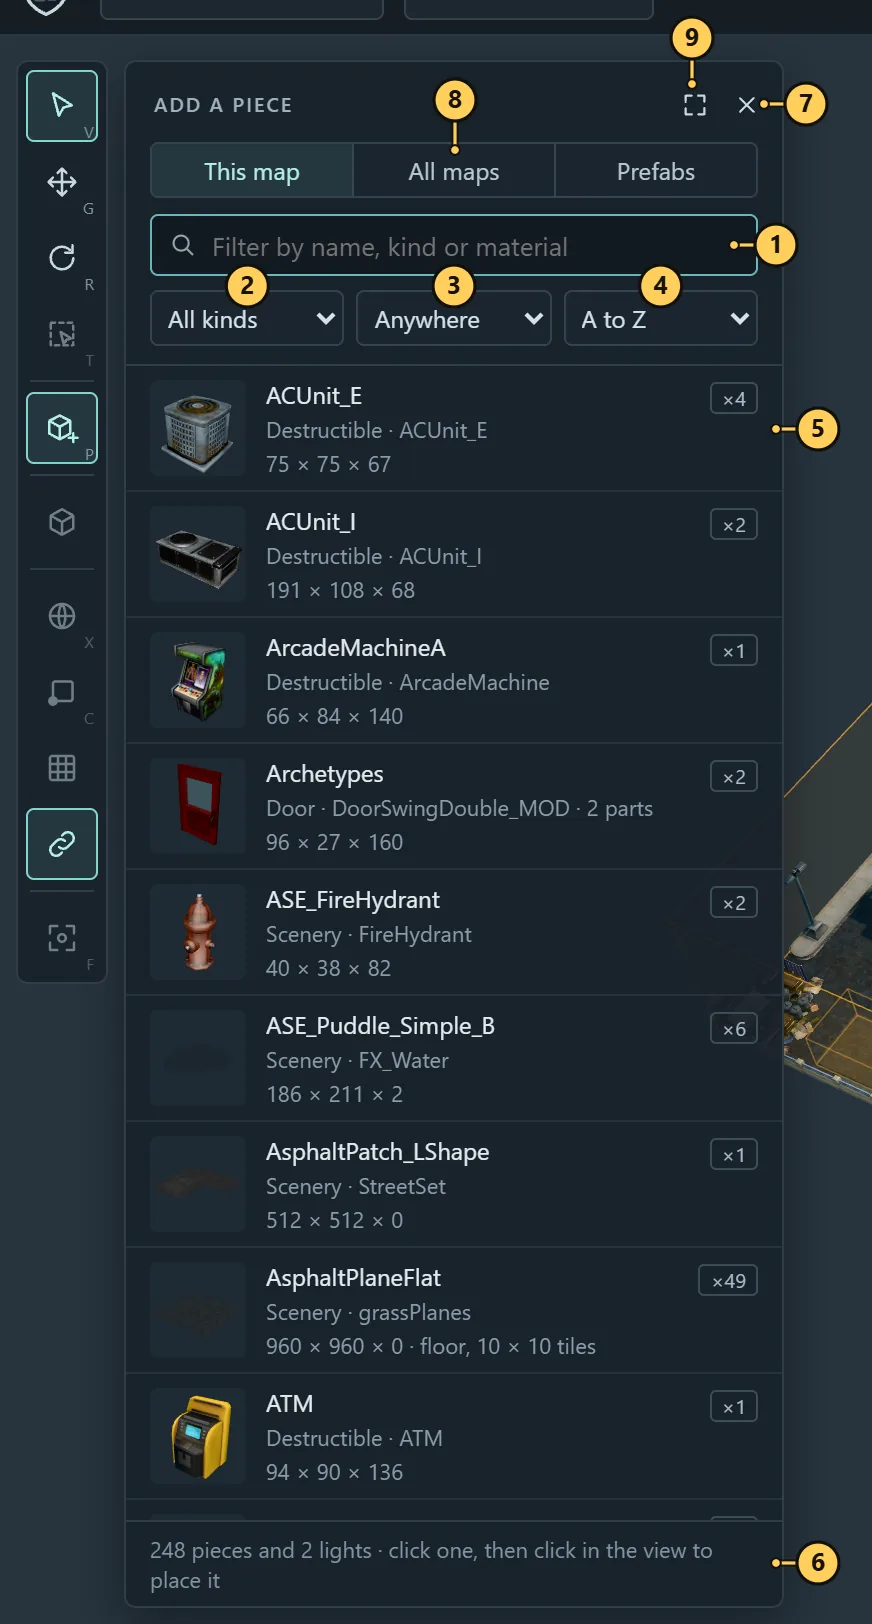 9
ADD A PIECE
8
7
This map
All maps
Prefabs
Filter by name, kind or material
1
2
3
4
All kinds
Anywhere
A to Z
V
G
R
T
P
X
C
F
ACUnit_E
×4
Destructible · ACUnit_E
5
75 × 75 × 67
ACUnit_I
×2
Destructible · ACUnit_I
191 × 108 × 68
ArcadeMachineA
×1
Destructible · ArcadeMachine
66 × 84 × 140
Archetypes
×2
Door · DoorSwingDouble_MOD · 2 parts
96 × 27 × 160
ASE_FireHydrant
×2
Scenery · FireHydrant
40 × 38 × 82
ASE_Puddle_Simple_B
×6
Scenery · FX_Water
186 × 211 × 2
AsphaltPatch_LShape
×1
Scenery · StreetSet
512 × 512 × 0
AsphaltPlaneFlat
×49
Scenery · grassPlanes
960 × 960 × 0 · floor, 10 × 10 tiles
ATM
×1
Destructible · ATM
94 × 90 × 136
248 pieces and 2 lights · click one, then click in the view to
place it
6